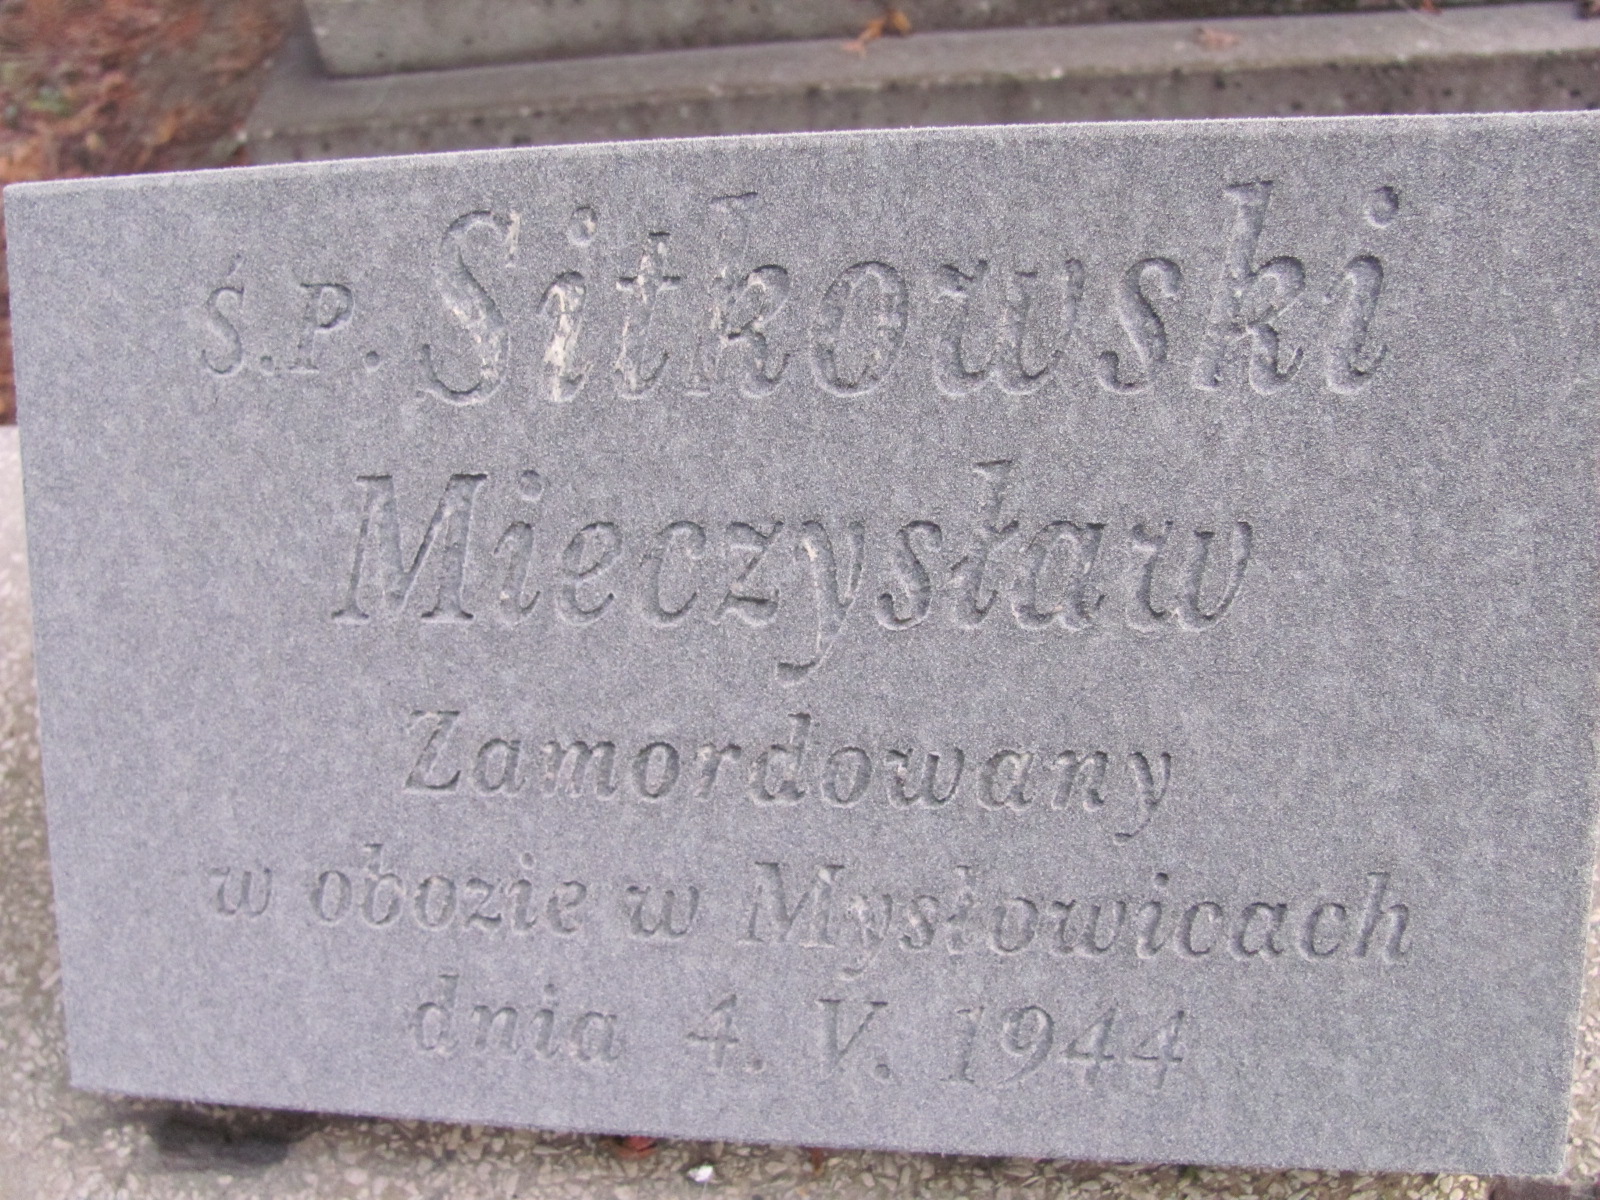 Ś.P. Sitkowski
Mieczysław
Zamordowany
w obozie w Mysłowicach
dnia 4. V. 1944